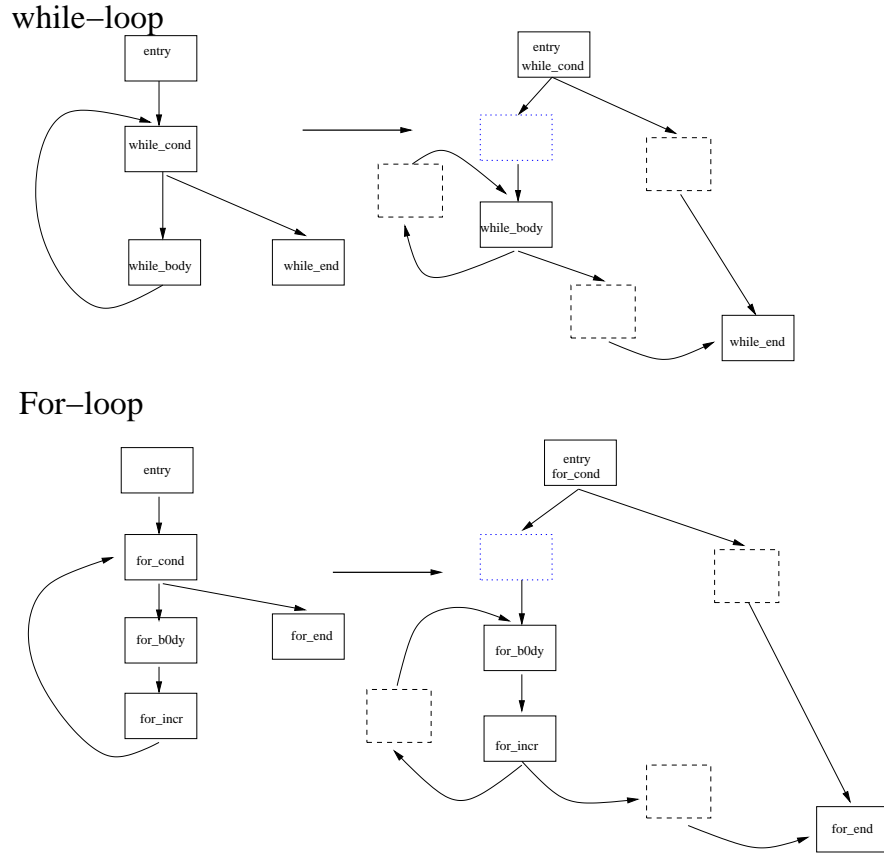 while-loop
entry
while_cond
while_body
while_end
entry
while_cond
while_body
while_end
For-loop
entry
for_cond
for_b0dy
for_end
for_incr
entry
for_cond
for_b0dy
for_incr
for_end